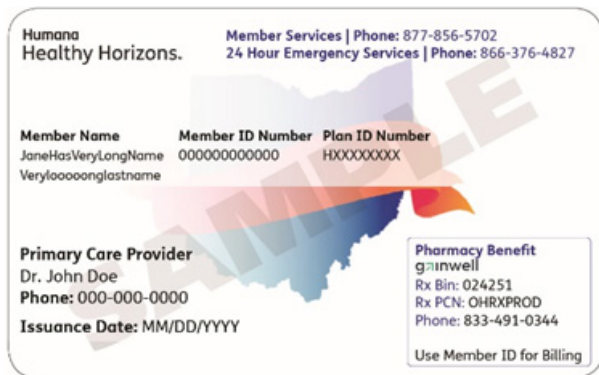 Humana
Healthy Horizons.
Member Services | Phone: 877-856-5702
24 Hour Emergency Services | Phone: 866-376-4827
Member Name Member ID Number Plan ID Number
JaneHasVeryLongName 000000000000 HXXXXXXXX
Verylooooonglastname
SAMPLE
Primary Care Provider
Dr. John Doe
Phone: 000-000-0000
Issuance Date: MM/DD/YYYY
Pharmacy Benefit
gainwell
Rx Bin: 024251
Rx PCN: OHRXPROD
Phone: 833-491-0344
Use Member ID for Billing